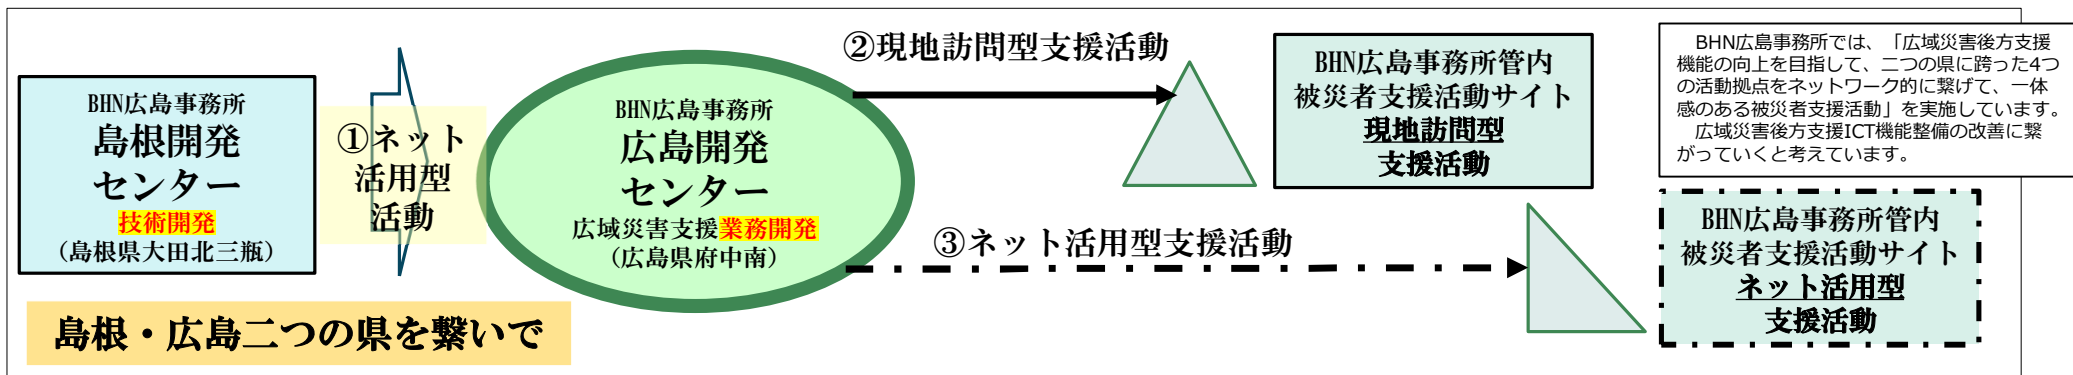 BHN広島事務所
島根開発
センター
技術開発
（島根県大田北三瓶）
①ネット
活用型
活動
BHN広島事務所
広島開発
センター
広域災害支援業務開発
（広島県府中南）
②現地訪問型支援活動
③ネット活用型支援活動
BHN広島事務所管内
被災者支援活動サイト
現地訪問型
支援活動
BHN広島事務所では、「広域災害後方支援
機能の向上を目指して、二つの県に跨った4つ
の活動拠点をネットワーク的に繋げて、一体
感のある被災者支援活動」を実施しています。
広域災害後方支援ICT機能整備の改善に繋
がっていくと考えています。
BHN広島事務所管内
被災者支援活動サイト
ネット活用型
支援活動
島根・広島二つの県を繋いで